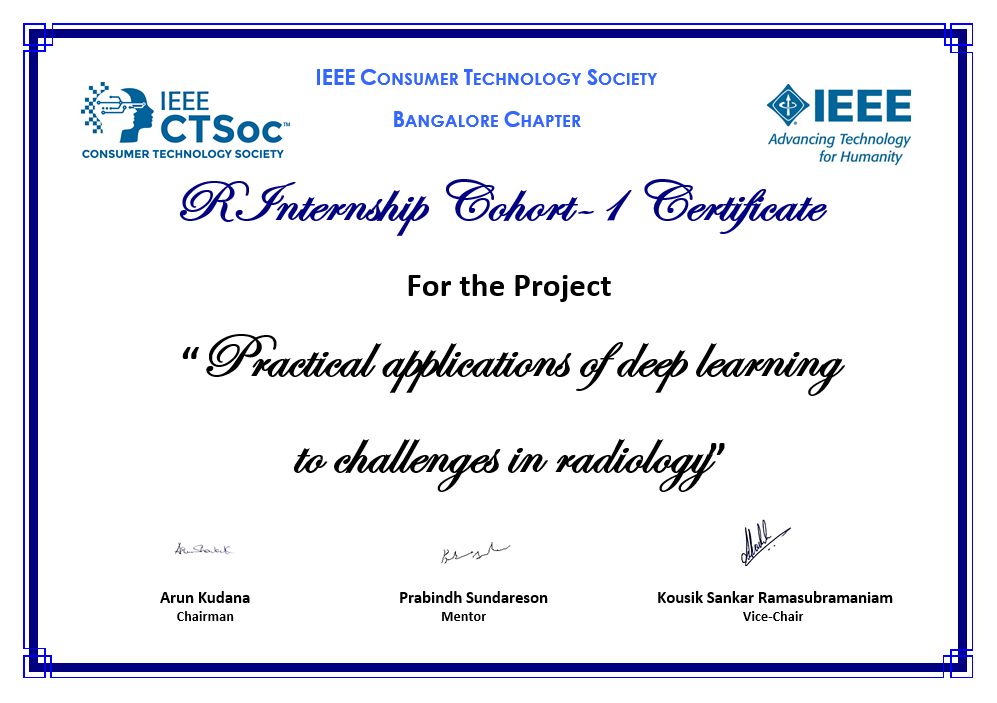 IEEE CONSUMER TECHNOLOGY SOCIETY
BANGALORE CHAPTER
IEEE
CTSoc™
CONSUMER TECHNOLOGY SOCIETY
IEEE
Advancing Technology
for Humanity
RInternship Cohort- 1 Certificate
For the Project
“Practical applications of deep learning
to challenges in radiology”
Arun Kudana
Chairman
Prabindh Sundareson
Mentor
Kousik Sankar Ramasubramaniam
Vice-Chair